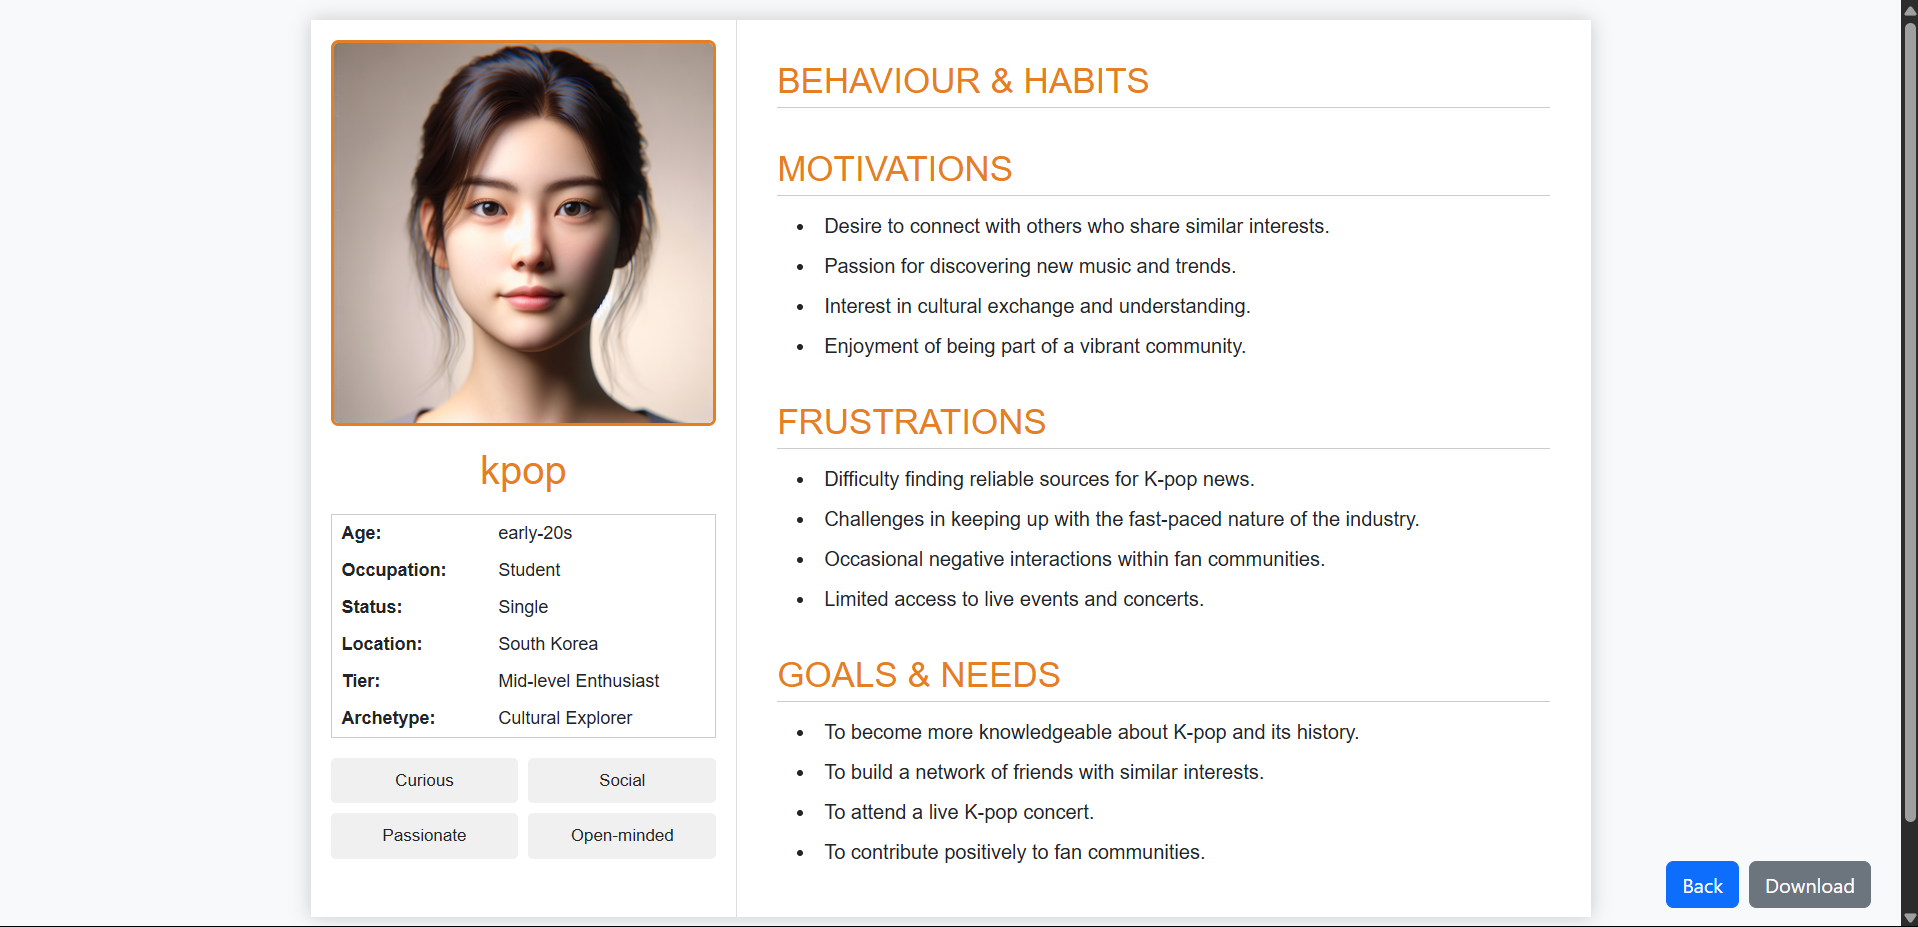 kpop
Age: early-20s
Occupation: Student
Status: Single
Location: South Korea
Tier: Mid-level Enthusiast
Archetype: Cultural Explorer
Curious Social
Passionate Open-minded
BEHAVIOUR & HABITS
MOTIVATIONS
• Desire to connect with others who share similar interests.
• Passion for discovering new music and trends.
• Interest in cultural exchange and understanding.
• Enjoyment of being part of a vibrant community.
FRUSTRATIONS
• Difficulty finding reliable sources for K-pop news.
• Challenges in keeping up with the fast-paced nature of the industry.
• Occasional negative interactions within fan communities.
• Limited access to live events and concerts.
GOALS & NEEDS
• To become more knowledgeable about K-pop and its history.
• To build a network of friends with similar interests.
• To attend a live K-pop concert.
• To contribute positively to fan communities.
Back Download